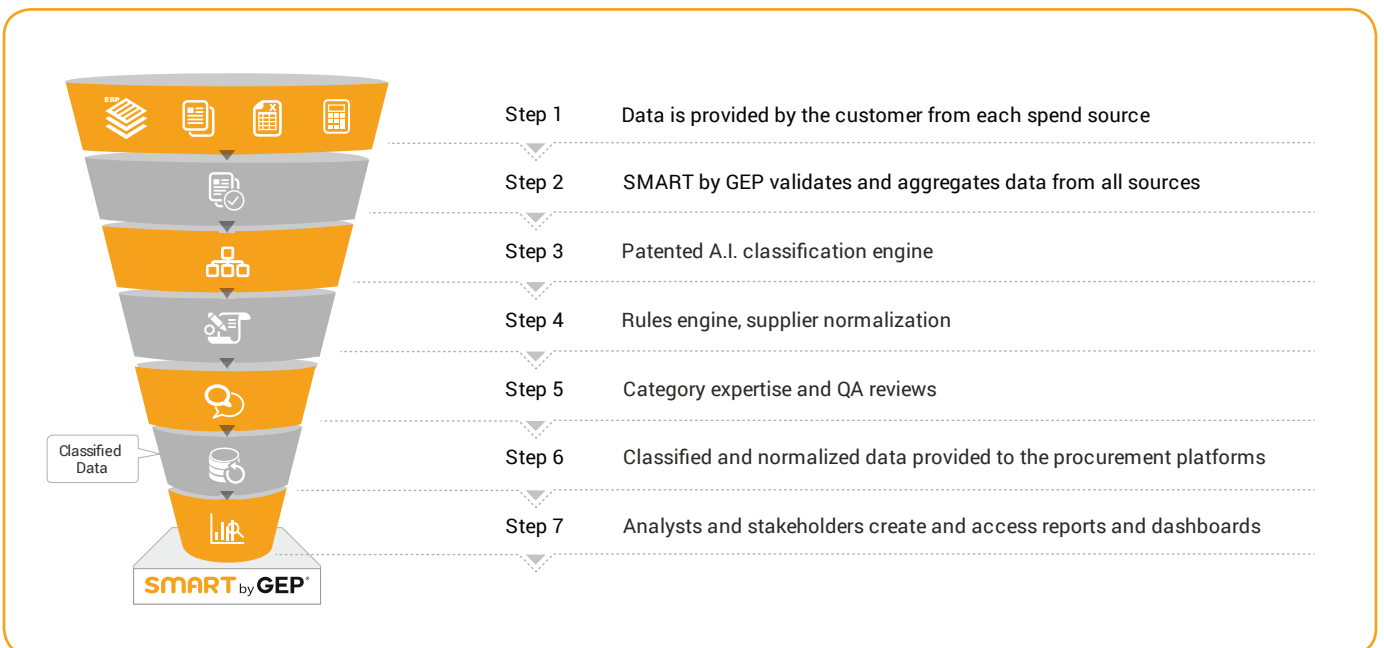 ERP
Step 1 Data is provided by the customer from each spend source
Step 2 SMART by GEP validates and aggregates data from all sources
Step 3 Patented A.I. classification engine
Step 4 Rules engine, supplier normalization
Step 5 Category expertise and QA reviews
Classified
Data
Step 6 Classified and normalized data provided to the procurement platforms
Step 7 Analysts and stakeholders create and access reports and dashboards
SMART by GEP®